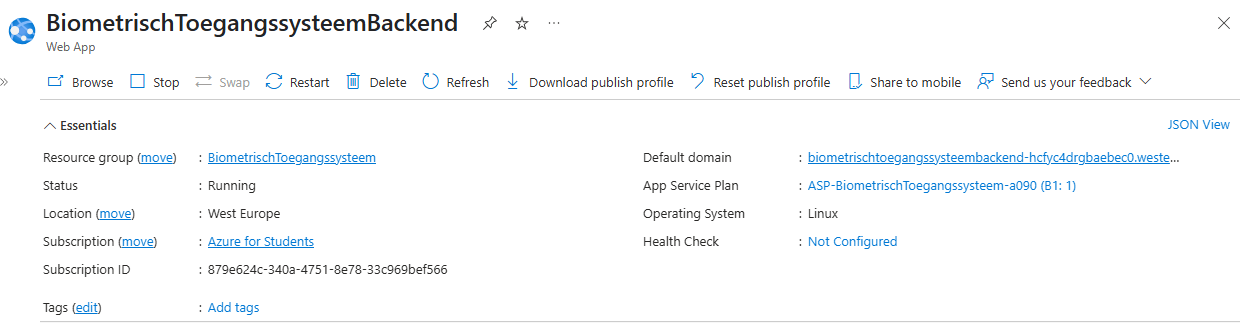 BiometrischToegangssysteemBackend
Web App
Browse Stop Swap Restart Delete Refresh Download publish profile Reset publish profile Share to mobile Send us your feedback
Essentials JSON View
Resource group (move) : BiometrischToegangssysteem Default domain : biometrischtoegangssysteembackend-hcfyc4drgbaebec0.weste...
Status : Running App Service Plan : ASP-BiometrischToegangssysteem-a090 (B1: 1)
Location (move) : West Europe Operating System : Linux
Subscription (move) : Azure for Students Health Check : Not Configured
Subscription ID : 879e624c-340a-4751-8e78-33c969bef566
Tags (edit) : Add tags